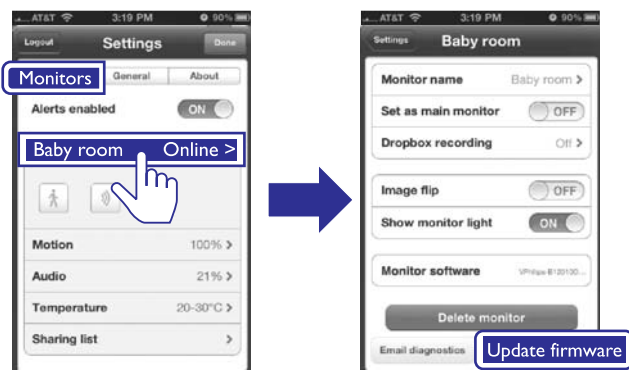 AT&T 3:19 PM 90%
Logout Settings Done
Monitors General About
Alerts enabled ON
Baby room Online >
Motion 100% >
Audio 21% >
Temperature 20-30°C >
Sharing list >
AT&T 3:19 PM 90%
Settings Baby room
Monitor name Baby room >
Set as main monitor OFF
Dropbox recording Off >
Image flip OFF
Show monitor light ON
Monitor software
Delete monitor
Email diagnostics Update firmware